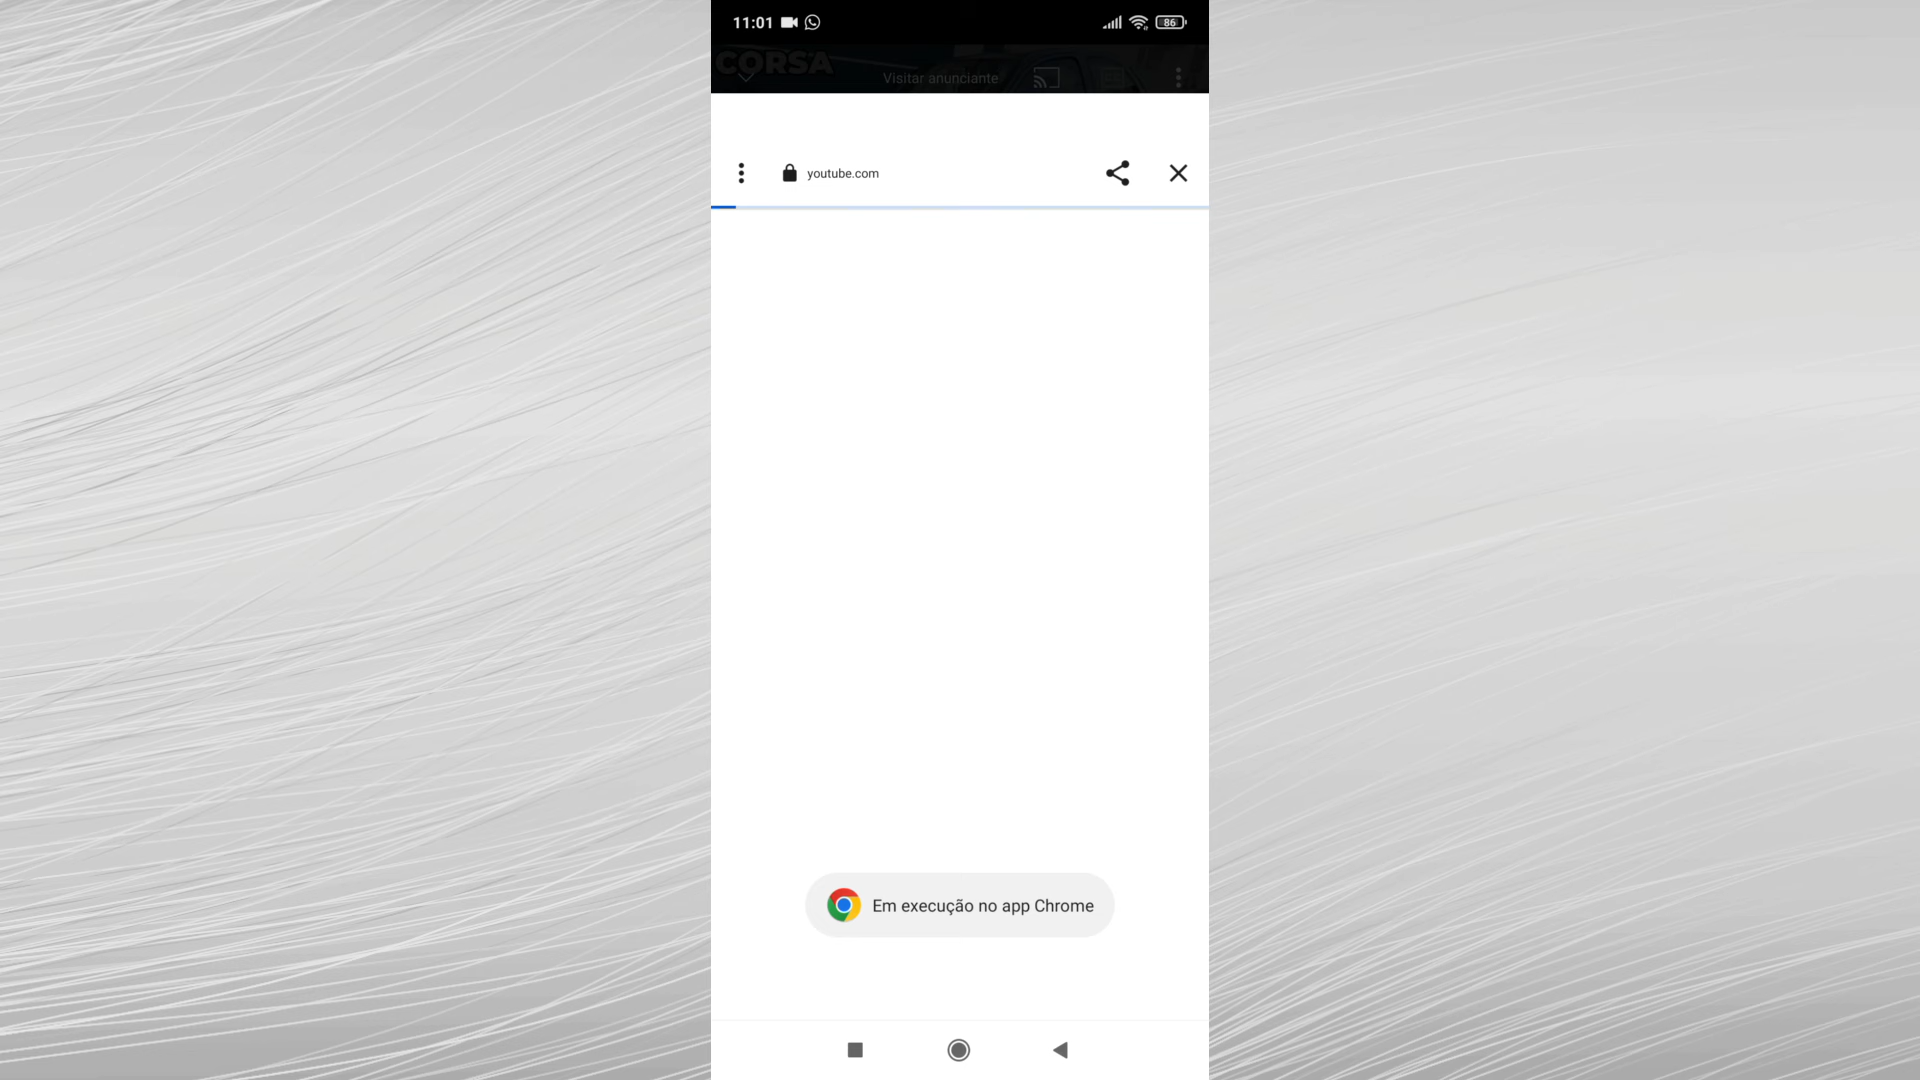 11:01
86
CORSA
Visitar anunciante
youtube.com
Em execução no app Chrome